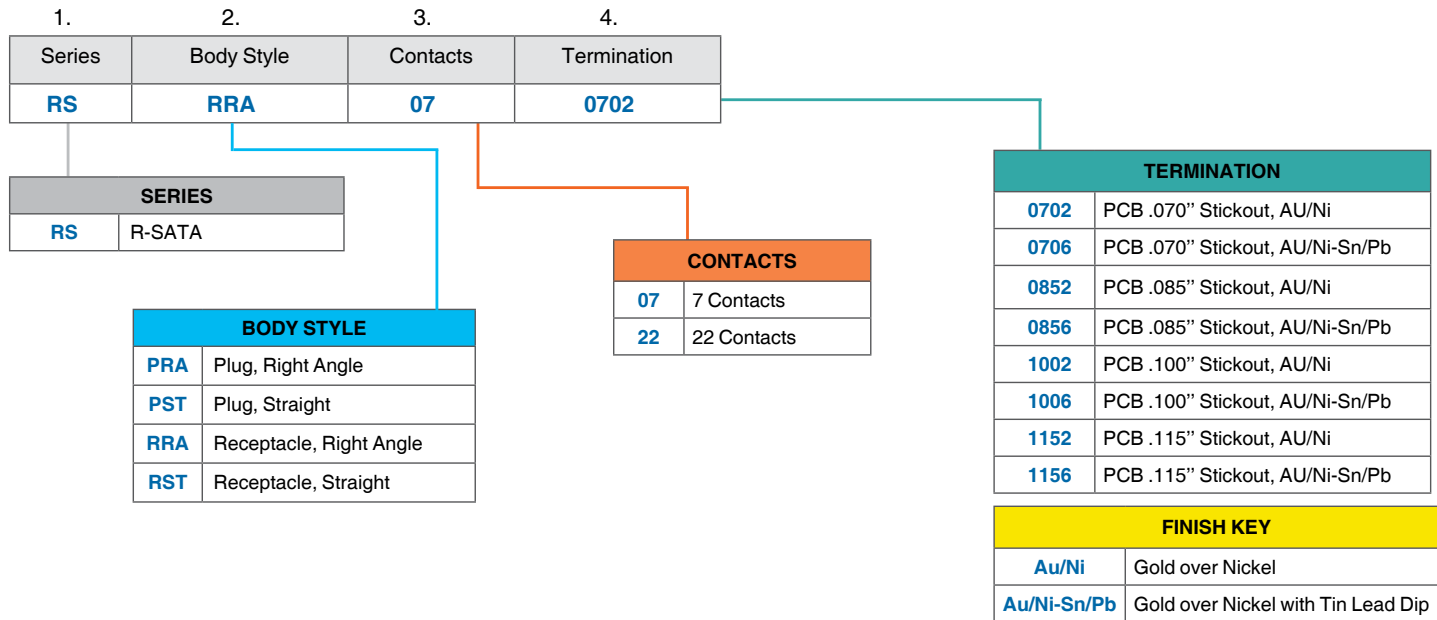 1. 2. 3. 4.
Series Body Style Contacts Termination
RS RRA 07 0702
SERIES
RS R-SATA
BODY STYLE
PRA Plug, Right Angle
PST Plug, Straight
RRA Receptacle, Right Angle
RST Receptacle, Straight
CONTACTS
07 7 Contacts
22 22 Contacts
TERMINATION
0702 PCB .070’’ Stickout, AU/Ni
0706 PCB .070’’ Stickout, AU/Ni-Sn/Pb
0852 PCB .085’’ Stickout, AU/Ni
0856 PCB .085’’ Stickout, AU/Ni-Sn/Pb
1002 PCB .100’’ Stickout, AU/Ni
1006 PCB .100’’ Stickout, AU/Ni-Sn/Pb
1152 PCB .115’’ Stickout, AU/Ni
1156 PCB .115’’ Stickout, AU/Ni-Sn/Pb
FINISH KEY
Au/Ni Gold over Nickel
Au/Ni-Sn/Pb Gold over Nickel with Tin Lead Dip